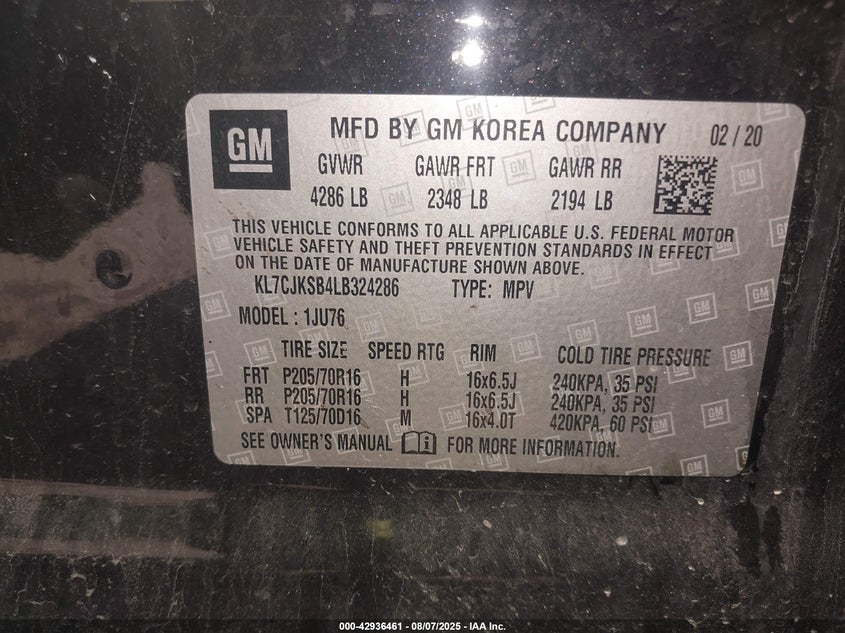 GM
MFD BY GM KOREA COMPANY 02 / 20
GVWR GAWR FRT GAWR RR
4286 LB 2348 LB 2194 LB
THIS VEHICLE CONFORMS TO ALL APPLICABLE U.S. FEDERAL MOTOR
VEHICLE SAFETY AND THEFT PREVENTION STANDARDS IN EFFECT
ON THE DATE OF MANUFACTURE SHOWN ABOVE.
KL7CJKSB4LB324286 TYPE: MPV
MODEL : 1JU76
TIRE SIZE SPEED RTG RIM COLD TIRE PRESSURE
FRT P205/70R16 H 16x6.5J 240KPA, 35 PSI
RR P205/70R16 H 16x6.5J 240KPA, 35 PSI
SPA T125/70D16 M 16x4.0T 420KPA, 60 PSI
SEE OWNER'S MANUAL FOR MORE INFORMATION.
000-42936461 - 08/07/2025 - IAA Inc.